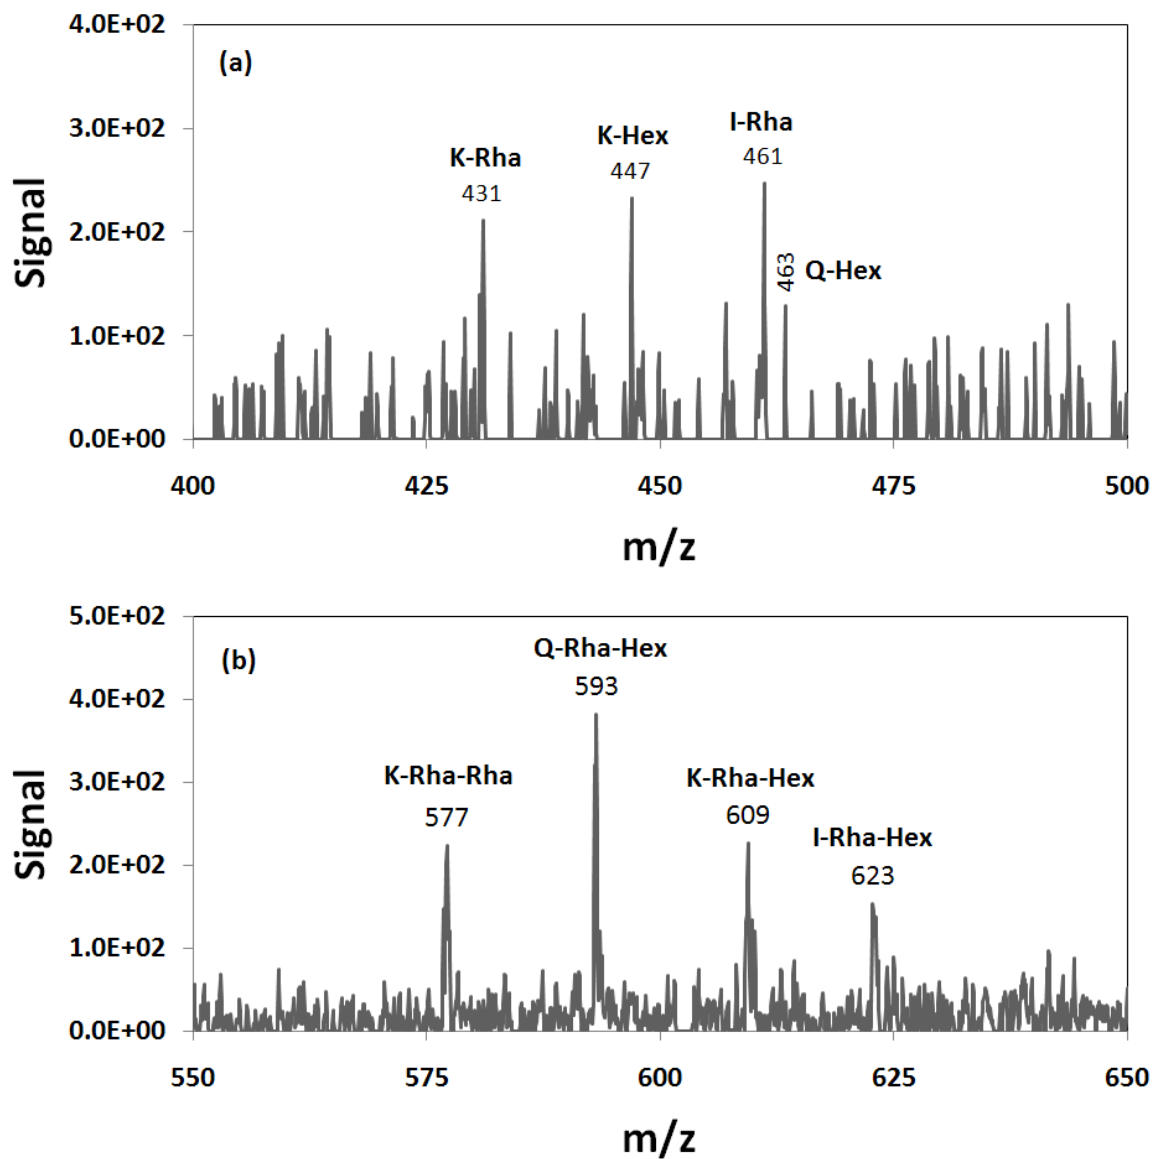 4.0E+02
(a)
I-Rha
3.0E+02
K-Hex
461
K-Rha
447
431
Signal
2.0E+02
463
Q-Hex
1.0E+02
0.0E+00
400 425 450 475 500
m/z
5.0E+02
(b)
Q-Rha-Hex
593
4.0E+02
K-Rha-Rha
K-Rha-Hex
3.0E+02
577
609
I-Rha-Hex
Signal
623
2.0E+02
1.0E+02
0.0E+00
550 575 600 625 650
m/z